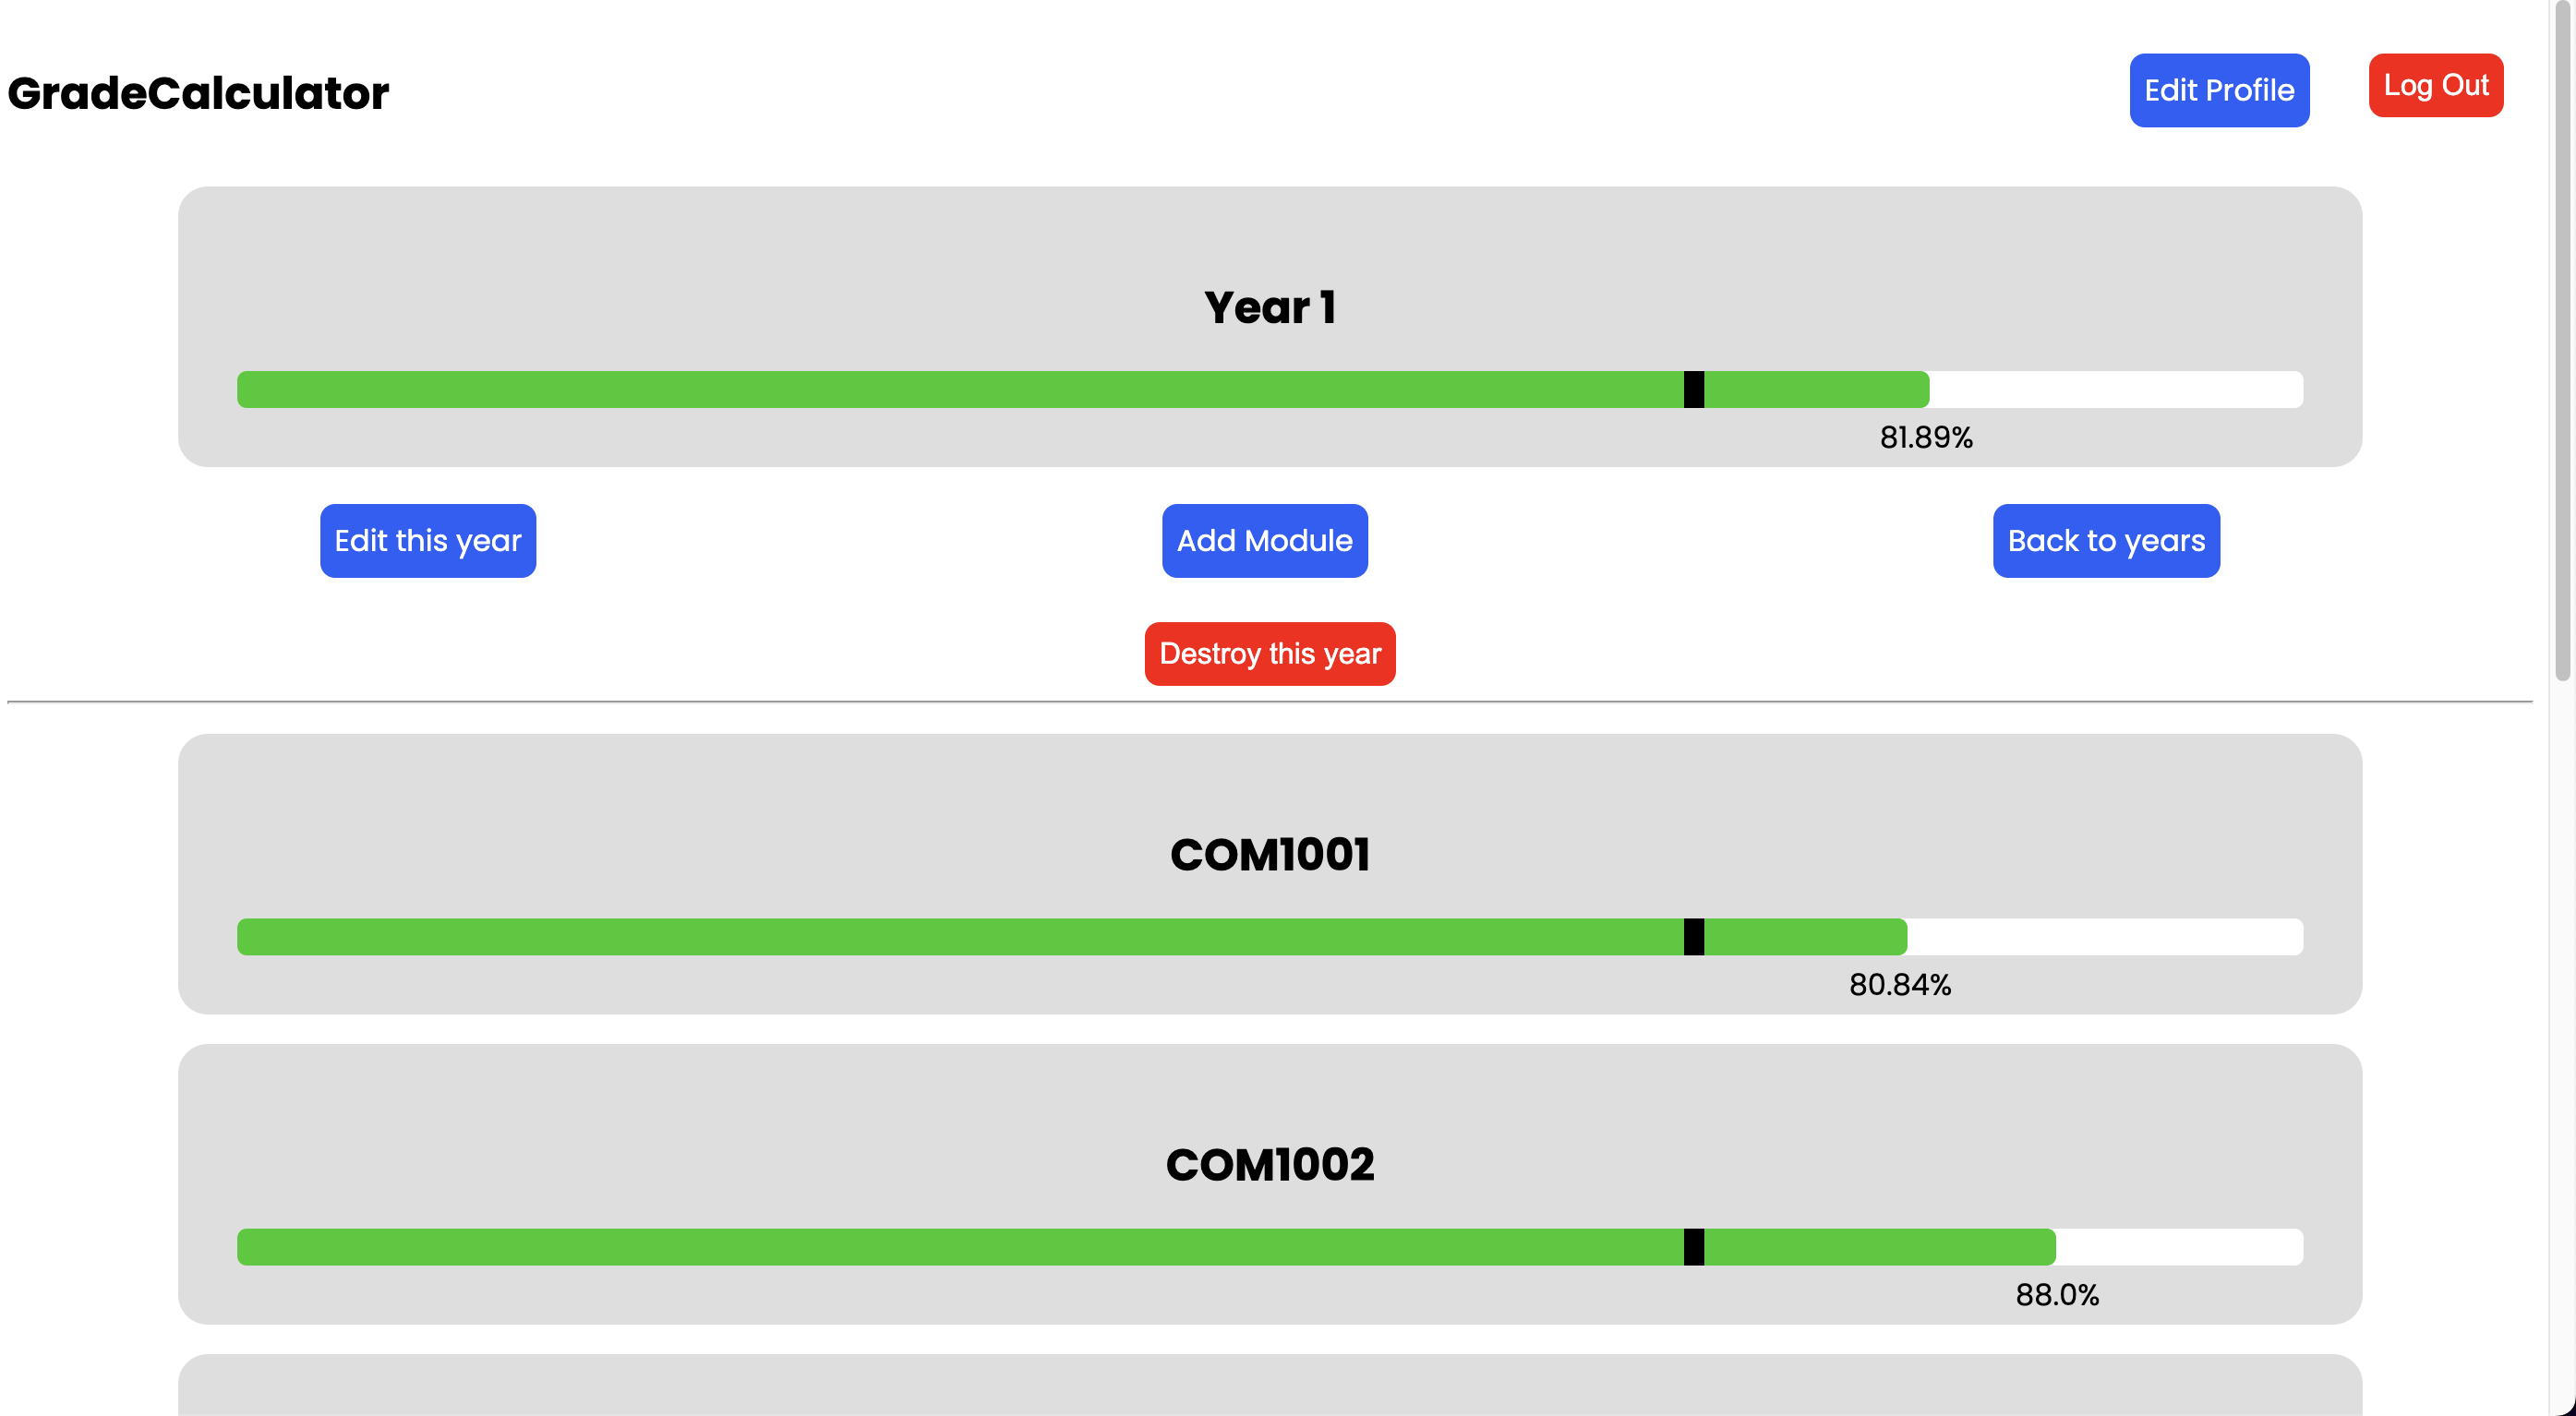 GradeCalculator
Edit Profile
Log Out
Year 1
81.89%
Edit this year
Add Module
Back to years
Destroy this year
COM1001
80.84%
COM1002
88.0%